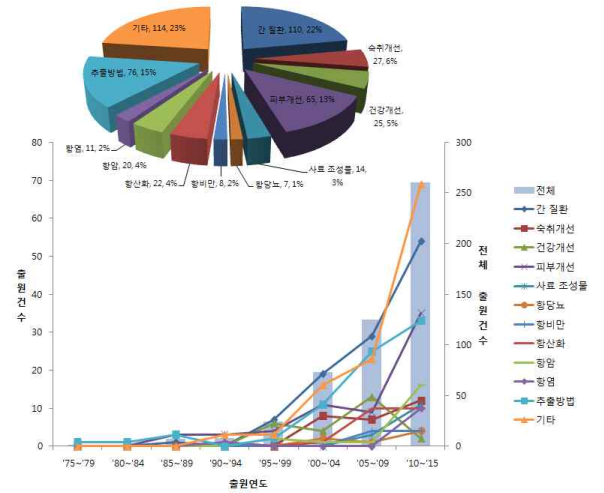 기타, 114, 23%
간 질환, 110, 22%
숙취개선, 27, 6%
건강개선, 25, 5%
피부개선, 65, 13%
사료 조성물, 14, 3%
항당뇨, 7, 1%
항비만, 8, 2%
항산화, 22, 4%
항암, 20, 4%
항염, 11, 2%
추출방법, 76, 15%
80
70
60
50
40
30
20
10
0
출원건수
300
250
200
150
100
50
0
전체 출원건수
'75~'79
'80~'84
'85~'89
'90~'94
'95~'99
'00~'04
'05~'09
'10~'15
출원연도
전체
간 질환
숙취개선
건강개선
피부개선
사료 조성물
항당뇨
항비만
항산화
항암
항염
추출방법
기타